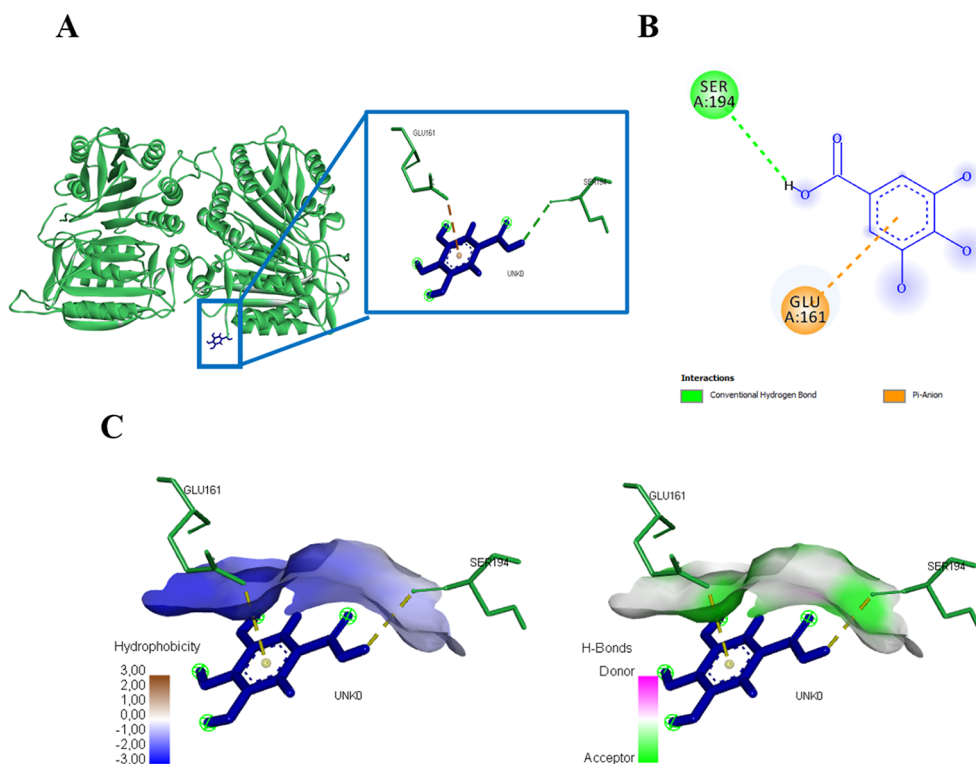 A
B
GLU161
SER194
UNK0
SER
A:194
O
H
O
O
O
O
GLU
A:161
Interactions
Conventional Hydrogen Bond
Pi-Anion
C
GLU161
SER194
Hydrophobicity
3,00
2,00
1,00
0,00
-1,00
-2,00
-3,00
UNK0
GLU161
SER194
H-Bonds
Donor
Acceptor
UNK0